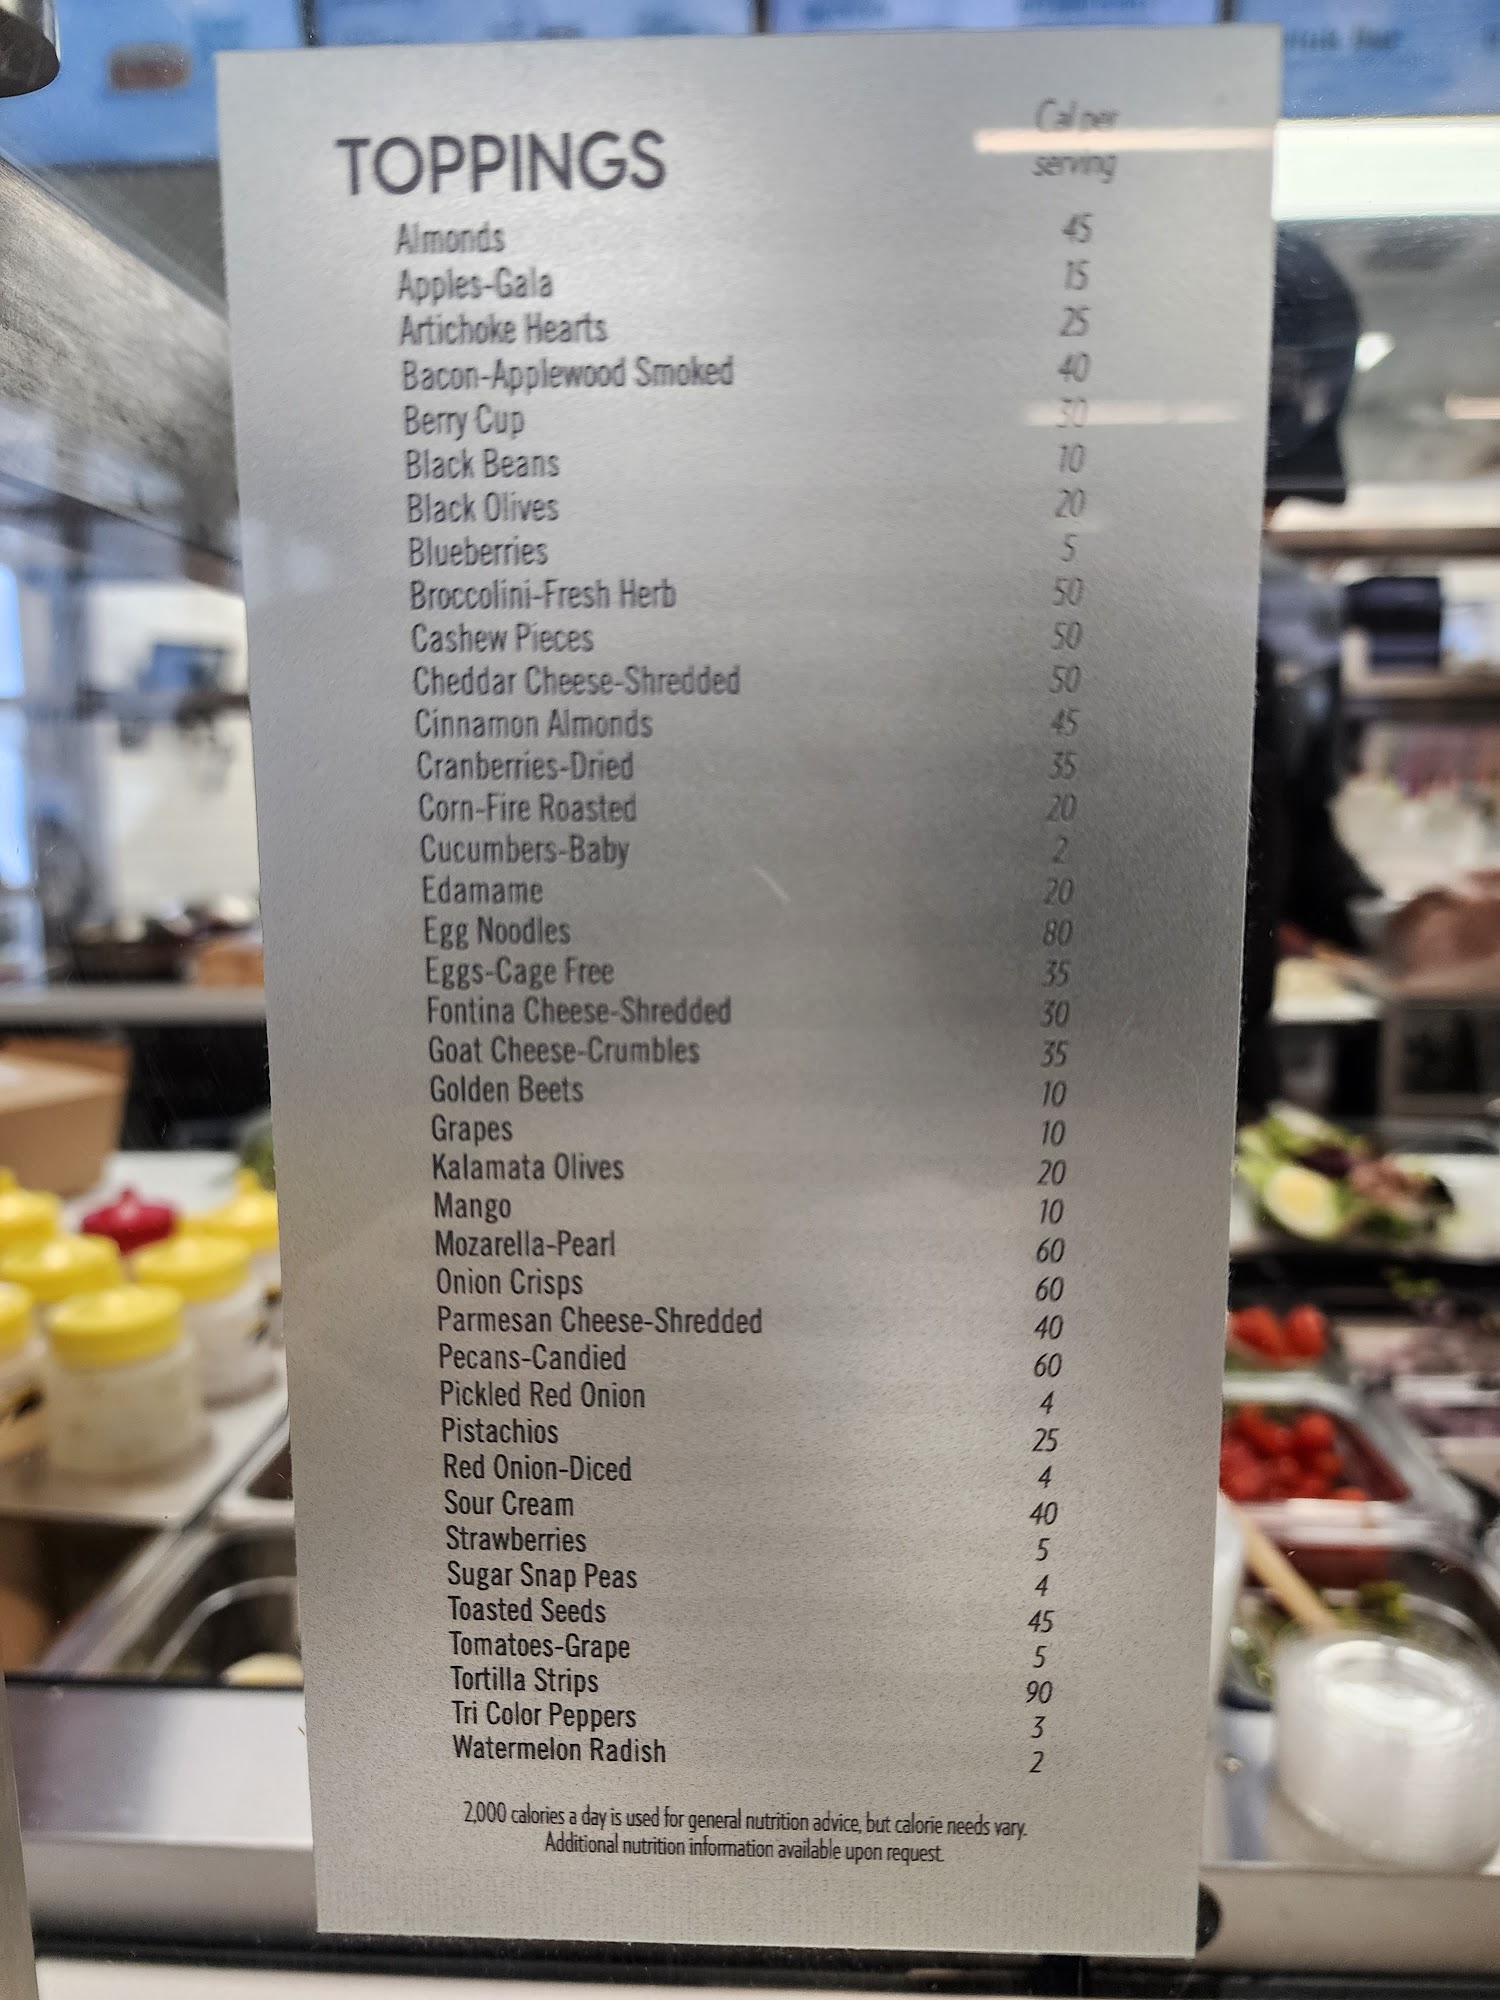 TOPPINGS Cal per serving
Almonds 45
Apples-Gala 15
Artichoke Hearts 25
Bacon-Applewood Smoked 40
Berry Cup 30
Black Beans 10
Black Olives 20
Blueberries 5
Broccolini-Fresh Herb 50
Cashew Pieces 50
Cheddar Cheese-Shredded 50
Cinnamon Almonds 45
Cranberries-Dried 35
Corn-Fire Roasted 20
Cucumbers-Baby 2
Edamame 20
Egg Noodles 80
Eggs-Cage Free 35
Fontina Cheese-Shredded 30
Goat Cheese-Crumbles 35
Golden Beets 10
Grapes 10
Kalamata Olives 20
Mango 10
Mozarella-Pearl 60
Onion Crisps 60
Parmesan Cheese-Shredded 40
Pecans-Candied 60
Pickled Red Onion 4
Pistachios 25
Red Onion-Diced 4
Sour Cream 40
Strawberries 5
Sugar Snap Peas 4
Toasted Seeds 45
Tomatoes-Grape 5
Tortilla Strips 90
Tri Color Peppers 3
Watermelon Radish 2
2,000 calories a day is used for general nutrition advice, but calorie needs vary.
Additional nutrition information available upon request.